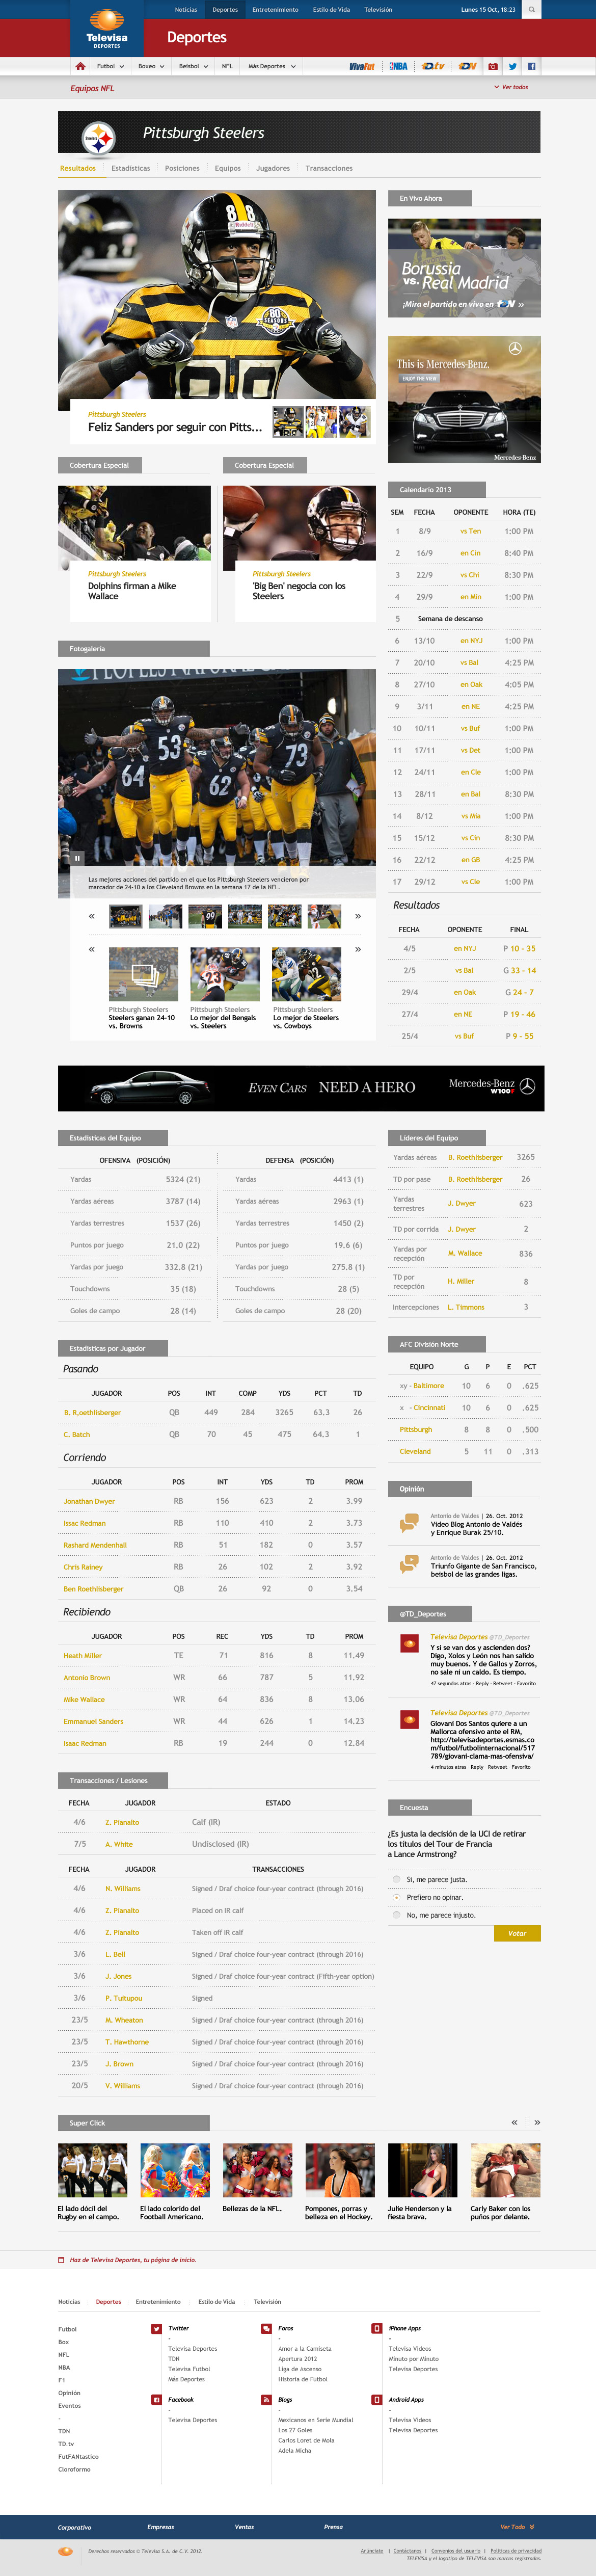 Noticias Deportes Entretenimiento Estilo de Vida Televisión Lunes 15 Oct, 18:23
Televisa
DEPORTES
Deportes
Futbol Boxeo Beisbol NFL Más Deportes VivaFut NBA TD.tv TDN
Equipos NFL Ver todos
Pittsburgh Steelers
Resultados Estadísticas Posiciones Equipos Jugadores Transacciones
Pittsburgh Steelers
Feliz Sanders por seguir con Pitts...
Cobertura Especial
Pittsburgh Steelers
Dolphins firman a Mike
Wallace
Cobertura Especial
Pittsburgh Steelers
'Big Ben' negocia con los
Steelers
Fotogalería
Las mejores acciones del partido en el que los Pittsburgh Steelers vencieron por
marcador de 24-10 a los Cleveland Browns en la semana 17 de la NFL.
Pittsburgh Steelers
Steelers ganan 24-10
vs. Browns
Pittsburgh Steelers
Lo mejor del Bengals
vs. Steelers
Pittsburgh Steelers
Lo mejor de Steelers
vs. Cowboys
En Vivo Ahora
Borussia
vs. Real Madrid
¡Mira el partido en vivo en TDN »
This is Mercedes-Benz.
ENJOY THE VIEW
Mercedes-Benz
Calendario 2013
SEM FECHA OPONENTE HORA (TE)
1 8/9 vs Ten 1:00 PM
2 16/9 en Cin 8:40 PM
3 22/9 vs Chi 8:30 PM
4 29/9 en Min 1:00 PM
5 Semana de descanso
6 13/10 en NYJ 1:00 PM
7 20/10 vs Bal 4:25 PM
8 27/10 en Oak 4:05 PM
9 3/11 en NE 4:25 PM
10 10/11 vs Buf 1:00 PM
11 17/11 vs Det 1:00 PM
12 24/11 en Cle 1:00 PM
13 28/11 en Bal 8:30 PM
14 8/12 vs Mia 1:00 PM
15 15/12 vs Cin 8:30 PM
16 22/12 en GB 4:25 PM
17 29/12 vs Cle 1:00 PM
Resultados
FECHA OPONENTE FINAL
4/5 en NYJ P 10 - 35
2/5 vs Bal G 33 - 14
29/4 en Oak G 24 - 7
27/4 en NE P 19 - 46
25/4 vs Buf P 9 - 55
EVEN CARS NEED A HERO Mercedes-Benz
W100
Estadísticas del Equipo
OFENSIVA (POSICIÓN) DEFENSA (POSICIÓN)
Yardas 5324 (21) Yardas 4413 (1)
Yardas aéreas 3787 (14) Yardas aéreas 2963 (1)
Yardas terrestres 1537 (26) Yardas terrestres 1450 (2)
Puntos por juego 21.0 (22) Puntos por juego 19.6 (6)
Yardas por juego 332.8 (21) Yardas por juego 275.8 (1)
Touchdowns 35 (18) Touchdowns 28 (5)
Goles de campo 28 (14) Goles de campo 28 (20)
Líderes del Equipo
Yardas aéreas B. Roethlisberger 3265
TD por pase B. Roethlisberger 26
Yardas
terrestres J. Dwyer 623
TD por corrida J. Dwyer 2
Yardas por
recepción M. Wallace 836
TD por
recepción H. Miller 8
Intercepciones L. Timmons 3
Estadísticas por Jugador
Pasando
JUGADOR POS INT COMP YDS PCT TD
B. R,oethlisberger QB 449 284 3265 63.3 26
C. Batch QB 70 45 475 64.3 1
Corriendo
JUGADOR POS INT YDS TD PROM
Jonathan Dwyer RB 156 623 2 3.99
Issac Redman RB 110 410 2 3.73
Rashard Mendenhall RB 51 182 0 3.57
Chris Rainey RB 26 102 2 3.92
Ben Roethlisberger QB 26 92 0 3.54
Recibiendo
JUGADOR POS REC YDS TD PROM
Heath Miller TE 71 816 8 11.49
Antonio Brown WR 66 787 5 11.92
Mike Wallace WR 64 836 8 13.06
Emmanuel Sanders WR 44 626 1 14.23
Isaac Redman RB 19 244 0 12.84
AFC División Norte
EQUIPO G P E PCT
xy - Baltimore 10 6 0 .625
x - Cincinnati 10 6 0 .625
Pittsburgh 8 8 0 .500
Cleveland 5 11 0 .313
Opinión
Antonio de Valdes | 26. Oct. 2012
Video Blog Antonio de Valdés
y Enrique Burak 25/10.
Antonio de Valdes | 26. Oct. 2012
Triunfo Gigante de San Francisco,
beisbol de las grandes ligas.
@TD_Deportes
Televisa Deportes @TD_Deportes
Y si se van dos y ascienden dos?
Digo, Xolos y León nos han salido
muy buenos. Y de Gallos y Zorros,
no sale ni un caldo. Es tiempo.
47 segundos atras · Reply · Retweet · Favorito
Televisa Deportes @TD_Deportes
Giovani Dos Santos quiere a un
Mallorca ofensivo ante el RM,
http://televisadeportes.esmas.co
m/futbol/futbolinternacional/517
789/giovani-clama-mas-ofensiva/
4 minutos atras · Reply · Retweet · Favorito
Encuesta
¿Es justa la decisión de la UCI de retirar
los títulos del Tour de Francia
a Lance Armstrong?
Si, me parece justa.
Prefiero no opinar.
No, me parece injusto.
Votar
Transacciones / Lesiones
FECHA JUGADOR ESTADO
4/6 Z. Pianalto Calf (IR)
7/5 A. White Undisclosed (IR)
FECHA JUGADOR TRANSACCIONES
4/6 N. Williams Signed / Draf choice four-year contract (through 2016)
4/6 Z. Pianalto Placed on IR calf
4/6 Z. Pianalto Taken off IR calf
3/6 L. Bell Signed / Draf choice four-year contract (through 2016)
3/6 J. Jones Signed / Draf choice four-year contract (Fifth-year option)
3/6 P. Tuitupou Signed
23/5 M. Wheaton Signed / Draf choice four-year contract (through 2016)
23/5 T. Hawthorne Signed / Draf choice four-year contract (through 2016)
23/5 J. Brown Signed / Draf choice four-year contract (through 2016)
20/5 V. Williams Signed / Draf choice four-year contract (through 2016)
Super Click
El lado dócil del
Rugby en el campo.
El lado colorido del
Football Americano.
Bellezas de la NFL.
Pompones, porras y
belleza en el Hockey.
Julie Henderson y la
fiesta brava.
Carly Baker con los
puños por delante.
Haz de Televisa Deportes, tu página de inicio.
Noticias Deportes Entretenimiento Estilo de Vida Televisión
Futbol
Box
NFL
NBA
F1
Opinión
Eventos
-
TDN
TD.tv
FutFANtastico
Cloroformo
Twitter
-
Televisa Deportes
TDN
Televisa Futbol
Más Deportes
Facebook
-
Televisa Deportes
Foros
-
Amor a la Camiseta
Apertura 2012
Liga de Ascenso
Historia de Futbol
Blogs
-
Mexicanos en Serie Mundial
Los 27 Goles
Carlos Loret de Mola
Adela Micha
iPhone Apps
-
Televisa Videos
Minuto por Minuto
Televisa Deportes
Android Apps
-
Televisa Videos
Televisa Deportes
Corporativo Empresas Ventas Prensa Ver Todo
Derechos reservados © Televisa S.A. de C.V. 2012. Anúnciate | Contáctanos | Convenios del usuario | Políticas de privacidad
TELEVISA y el logotipo de TELEVISA son marcas registradas.